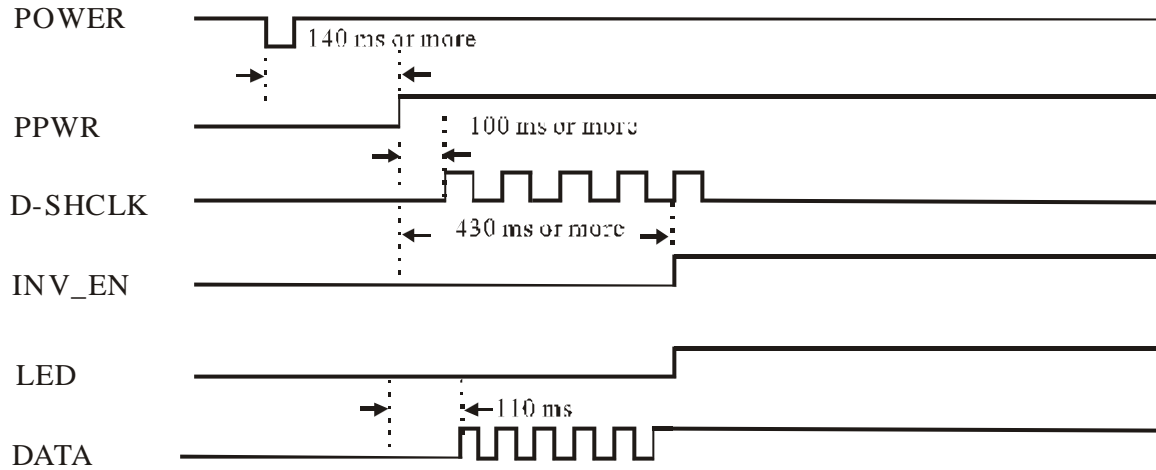 POWER
140 ms or more
PPWR
100 ms or more
D-SHCLK
430 ms or more
INV_EN
LED
110 ms
DATA